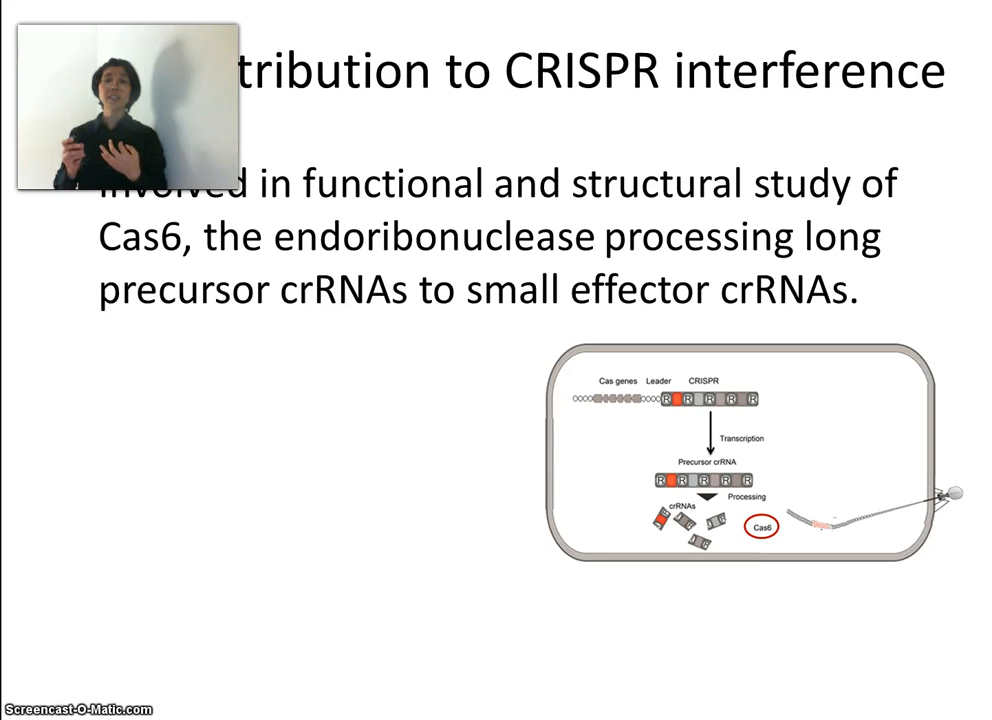 tribution to CRISPR interference
Involved in functional and structural study of
Cas6, the endoribonuclease processing long
precursor crRNAs to small effector crRNAs.
Cas genes Leader CRISPR
R R R R R
Transcription
Precursor crRNA
R R R R R
Processing
crRNAs
Cas6
Screencast-O-Matic.com